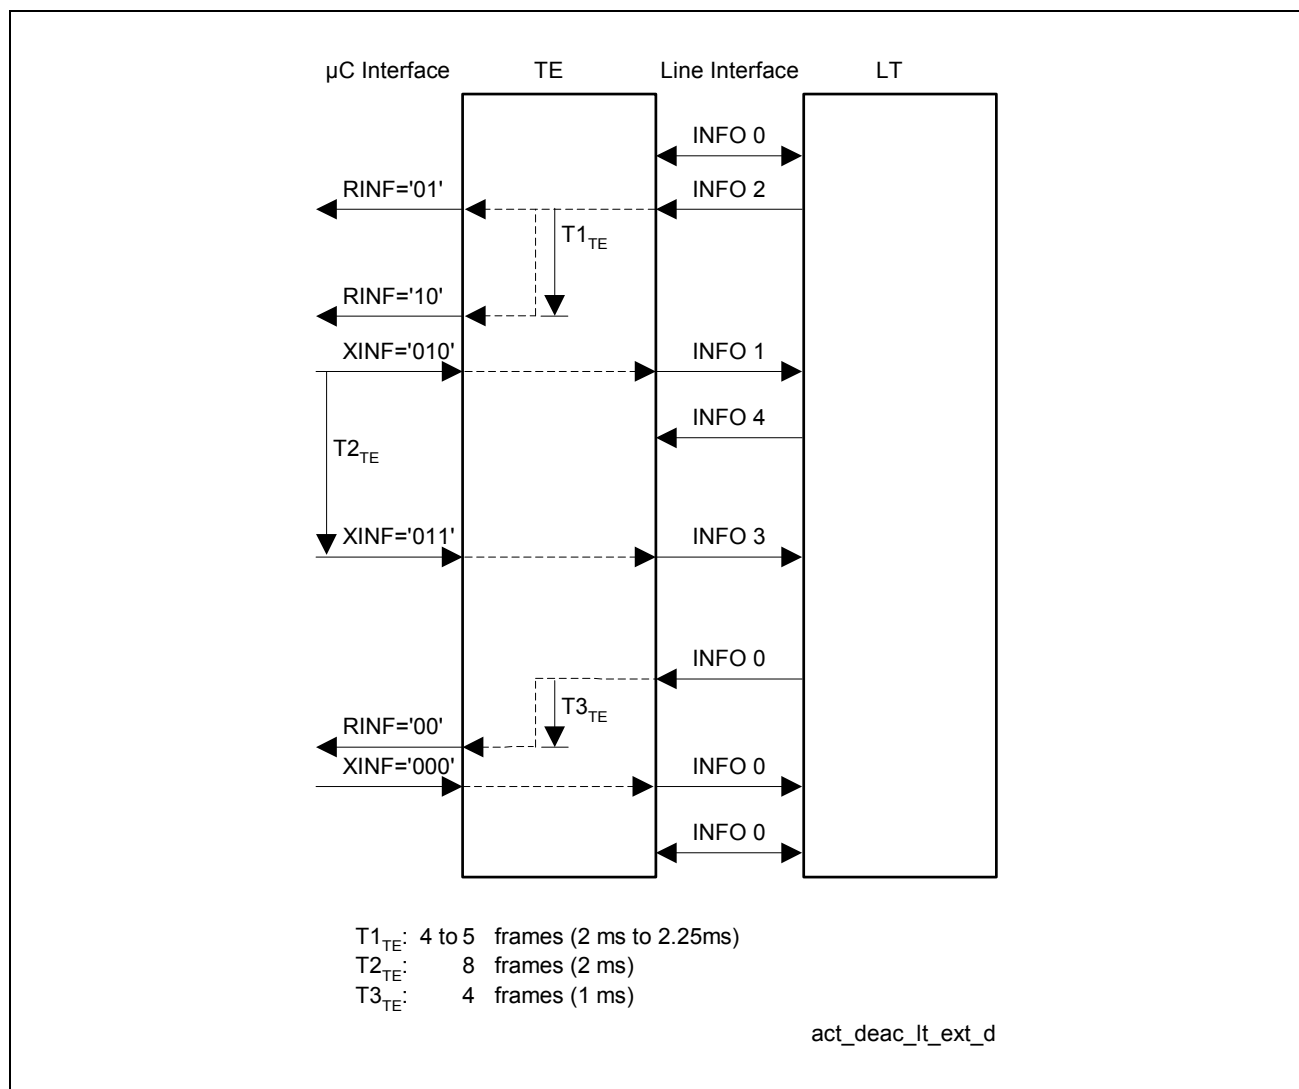 µC Interface TE Line Interface LT
INFO 0
RINF='01' INFO 2
T1TE
RINF='10'
XINF='010' INFO 1
INFO 4
T2TE
XINF='011' INFO 3
INFO 0
T3TE
RINF='00'
XINF='000' INFO 0
INFO 0
T1TE: 4 to 5 frames (2 ms to 2.25ms)
T2TE: 8 frames (2 ms)
T3TE: 4 frames (1 ms)
act_deac_lt_ext_d